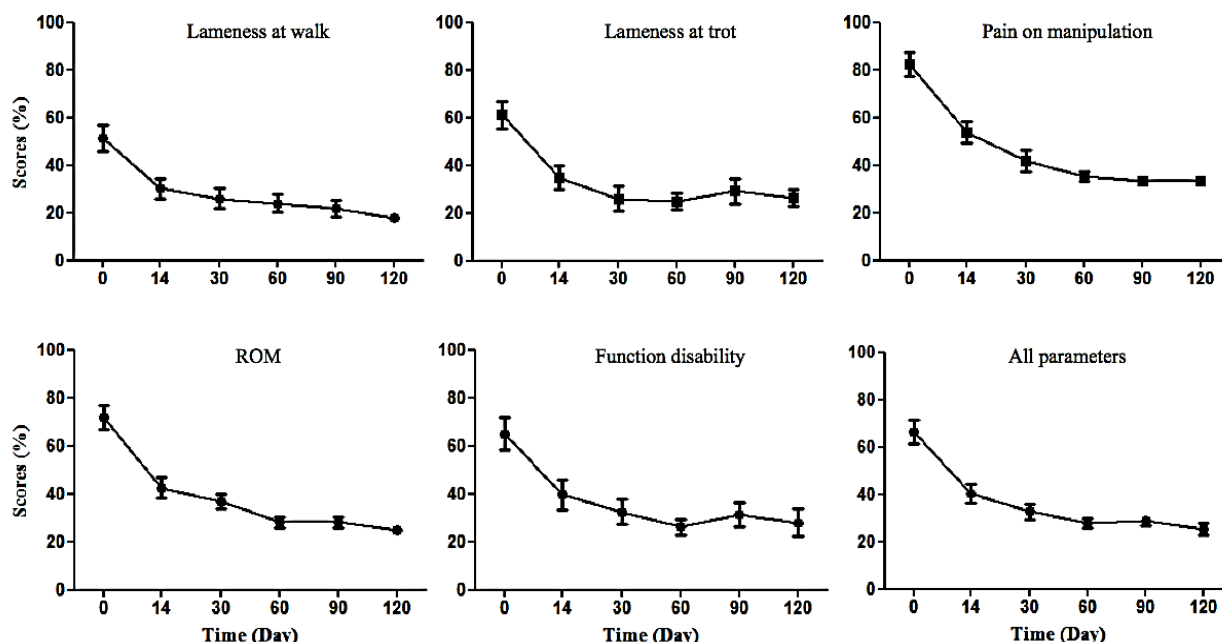 Lameness at walk
Scores (%)
100
80
60
40
20
0
0 14 30 60 90 120
Lameness at trot
100
80
60
40
20
0
0 14 30 60 90 120
Pain on manipulation
100
80
60
40
20
0
0 14 30 60 90 120
ROM
Scores (%)
100
80
60
40
20
0
0 14 30 60 90 120
Time (Day)
Function disability
100
80
60
40
20
0
0 14 30 60 90 120
Time (Day)
All parameters
100
80
60
40
20
0
0 14 30 60 90 120
Time (Day)